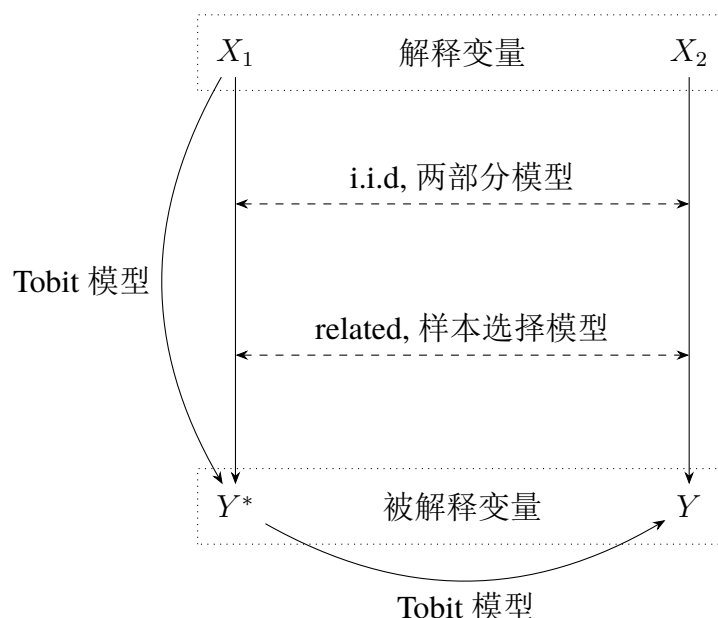 X₁ 解释变量 X₂
i.i.d, 两部分模型
Tobit 模型
related, 样本选择模型
Y* 被解释变量 Y
Tobit 模型